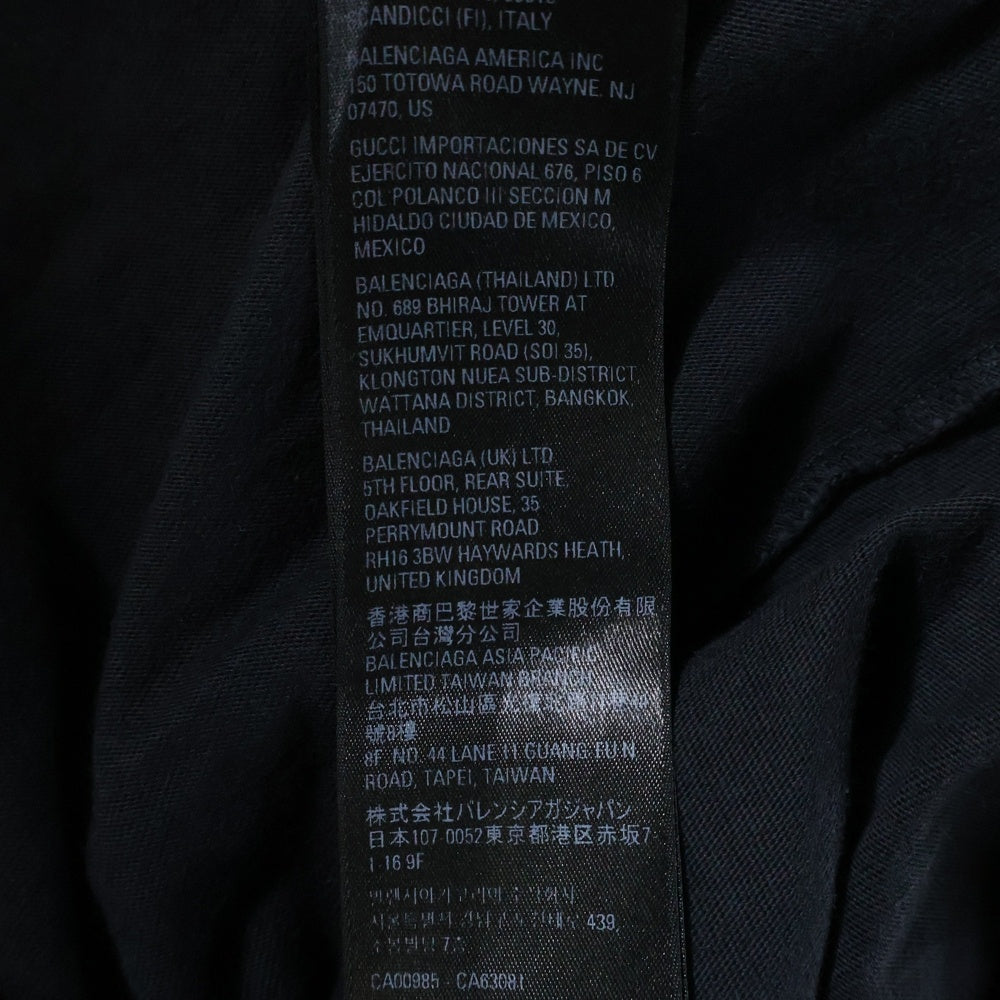 SCANDICCI (FI), ITALY
BALENCIAGA AMERICA INC
150 TOTOWA ROAD WAYNE, NJ
07470, US
GUCCI IMPORTACIONES SA DE CV
EJERCITO NACIONAL 676, PISO 6
COL POLANCO III SECCION M
HIDALDO CIUDAD DE MEXICO,
MEXICO
BALENCIAGA (THAILAND) LTD
NO. 689 BHIRAJ TOWER AT
EMQUARTIER, LEVEL 30,
SUKHUMVIT ROAD (SOI 35),
KLONGTON NUEA SUB-DISTRICT,
WATTANA DISTRICT, BANGKOK,
THAILAND
BALENCIAGA (UK) LTD
5TH FLOOR, REAR SUITE,
OAKFIELD HOUSE, 35
PERRYMOUNT ROAD
RH16 3BW HAYWARDS HEATH,
UNITED KINGDOM
香港商巴黎世家企業股份有限
公司台灣分公司
BALENCIAGA ASIA PACIFIC
LIMITED TAIWAN BRANCH
台北市松山區
號8樓
8F NO. 44 LANE 11 GUANG FU N
ROAD, TAPEI, TAIWAN
株式会社バレンシアガジャパン
日本107-0052東京都港区赤坂7-
1-16 9F
439,
CA00985 - CA63081